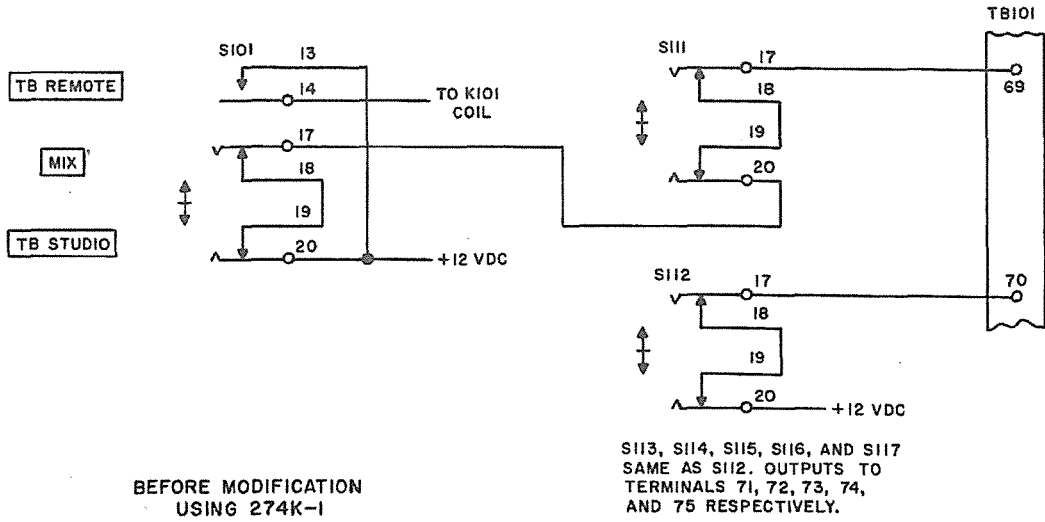 TB101
S101
13
TB REMOTE
14
TO K101
COIL
17
MIX
18
19
TB STUDIO
20
+12 VDC
S111
17
69
18
19
20
S112
17
70
18
19
20
+12 VDC
S113, S114, S115, S116, AND S117
SAME AS S112. OUTPUTS TO
TERMINALS 71, 72, 73, 74,
AND 75 RESPECTIVELY.
BEFORE MODIFICATION
USING 274K-1